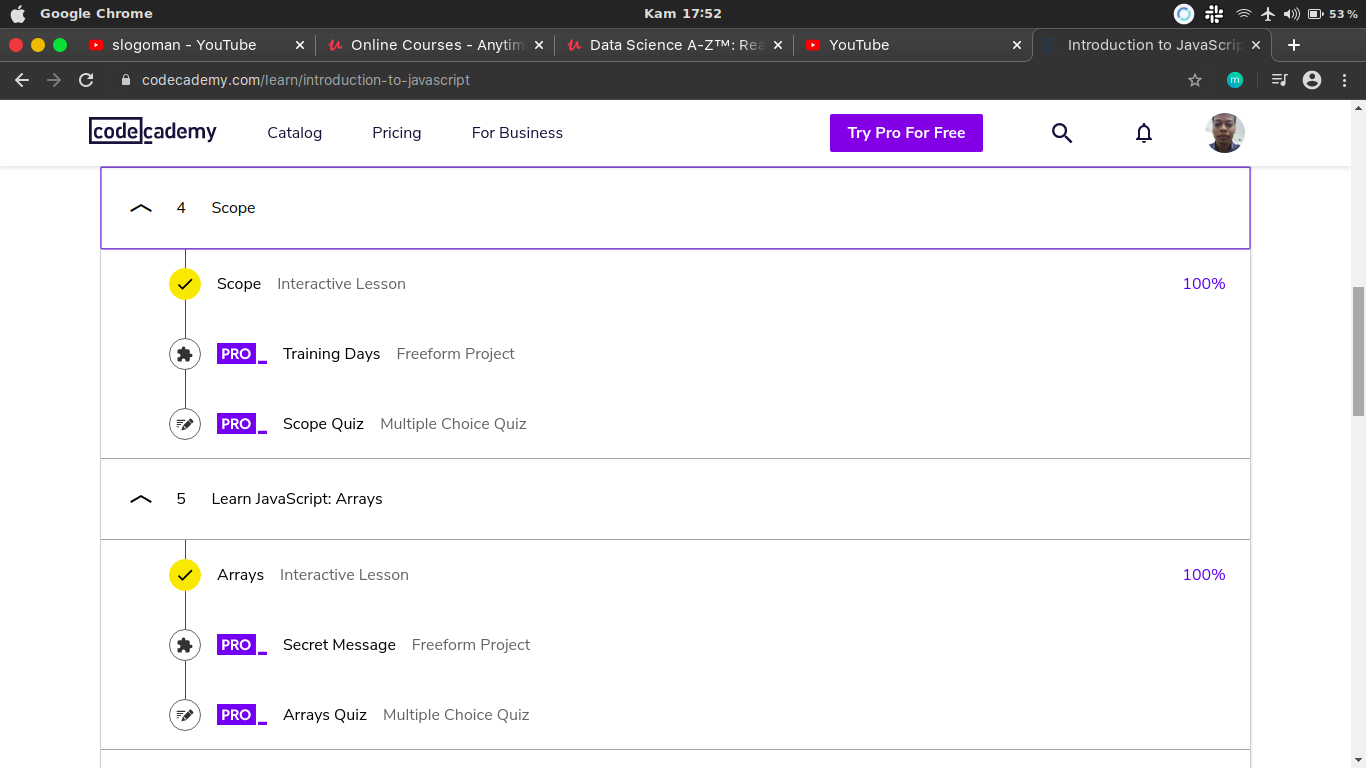 Google Chrome
Kam 17:52
53 %
slogoman - YouTube
Online Courses - Anytim
Data Science A-Z™: Rea
YouTube
Introduction to JavaScrip
codecademy.com/learn/introduction-to-javascript
m
codecademy
Catalog
Pricing
For Business
Try Pro For Free
4 Scope
Scope Interactive Lesson 100%
PRO Training Days Freeform Project
PRO Scope Quiz Multiple Choice Quiz
5 Learn JavaScript: Arrays
Arrays Interactive Lesson 100%
PRO Secret Message Freeform Project
PRO Arrays Quiz Multiple Choice Quiz